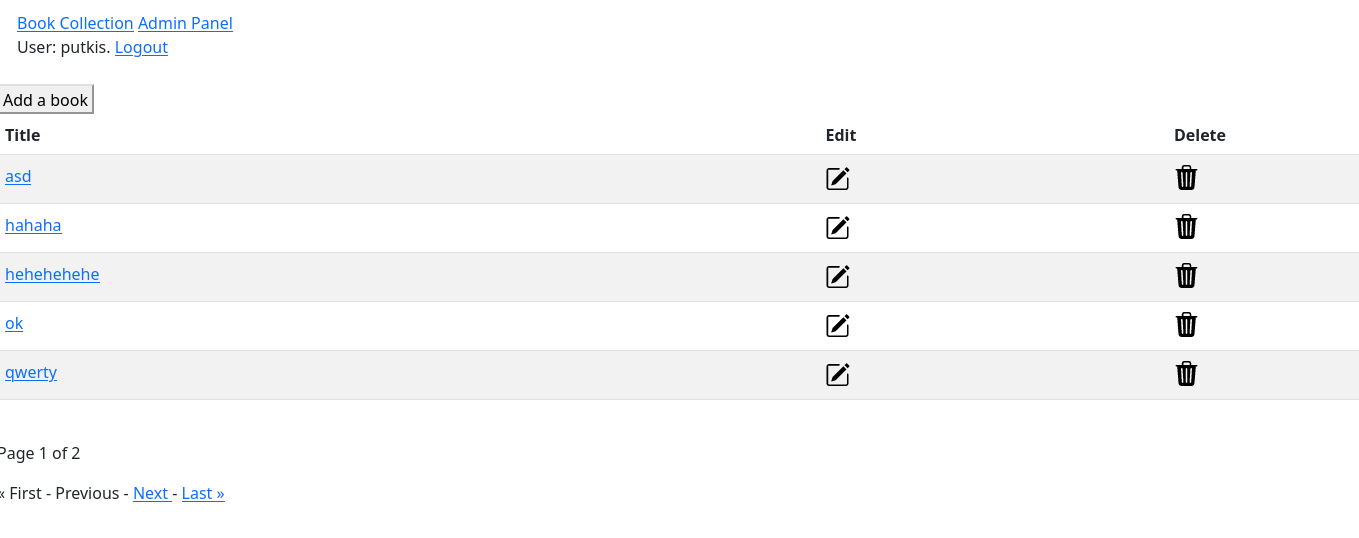 Book Collection Admin Panel
User: putkis. Logout
Add a book
Title Edit Delete
asd
hahaha
hehehehehe
ok
qwerty
Page 1 of 2
« First - Previous - Next - Last »